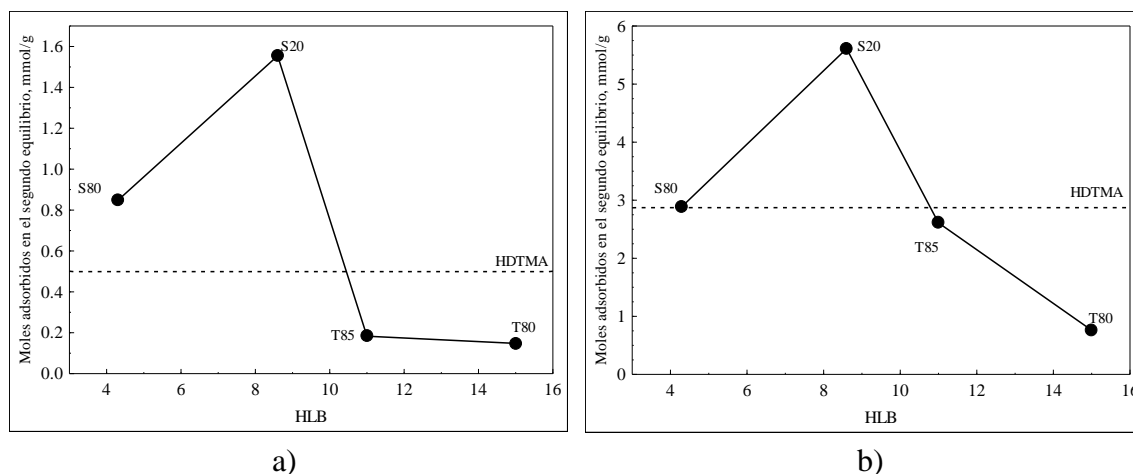 Moles adsorbidos en el segundo equilibrio, mmol/g
1.6
1.4
1.2
1.0
0.8
0.6
0.4
0.2
0.0
S80
S20
HDTMA
T85
T80
4 6 8 10 12 14 16
HLB
a)
Moles adsorbidos en el segundo equilibrio, mmol/g
6
5
4
3
2
1
0
S80
S20
HDTMA
T85
T80
4 6 8 10 12 14 16
HLB
b)